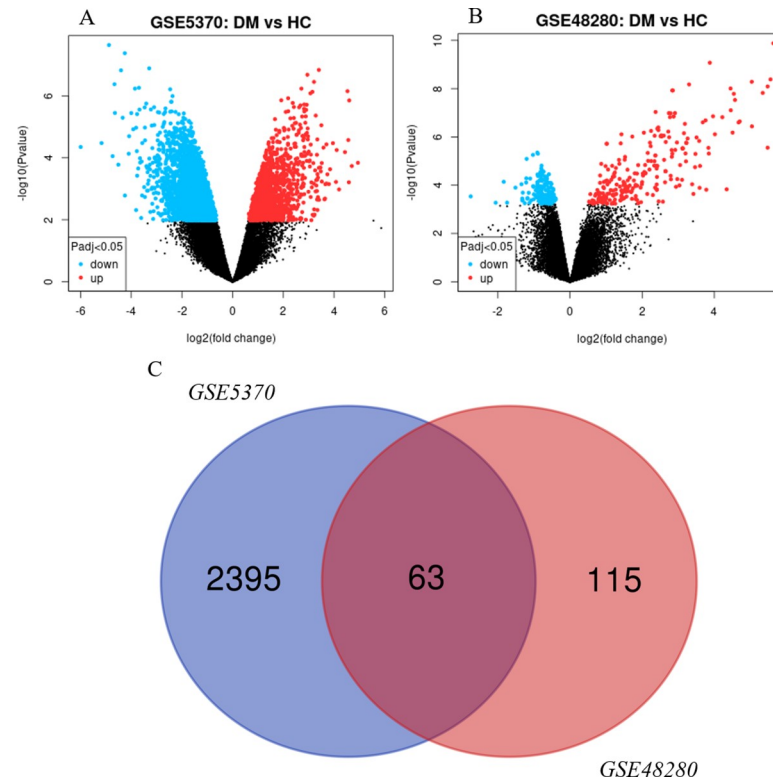 A
GSE5370: DM vs HC
-log10(Pvalue)
6
4
2
0
Padj<0.05
down
up
-6 -4 -2 0 2 4 6
log2(fold change)
B
GSE48280: DM vs HC
-log10(Pvalue)
10
8
6
4
2
0
Padj<0.05
down
up
-2 0 2 4
log2(fold change)
C
GSE5370
2395 63 115
GSE48280